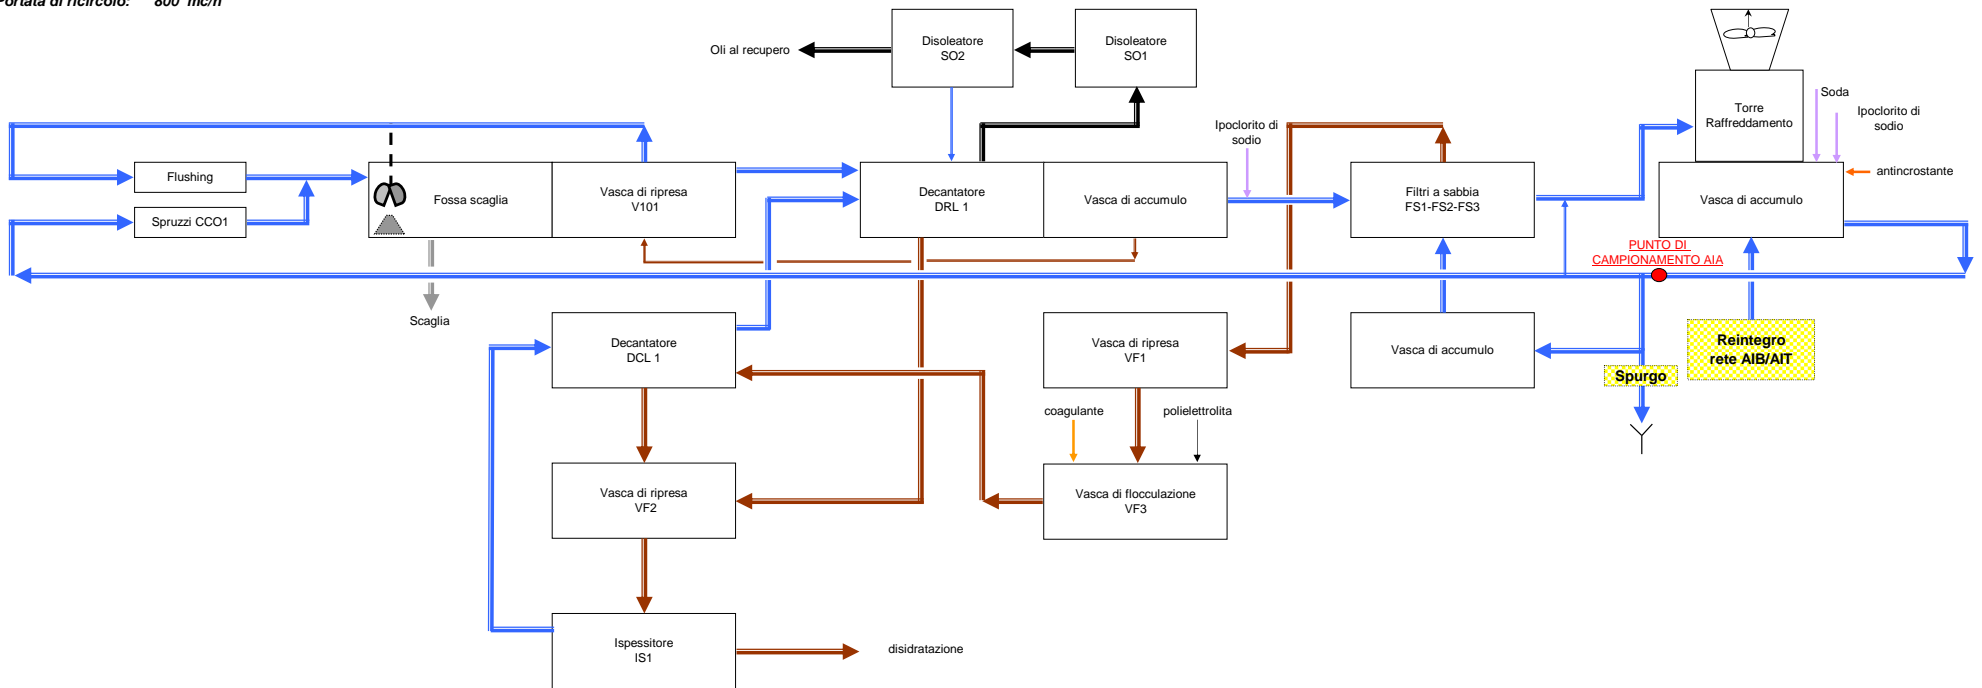 Portata di ricircolo: 800 mc/h
Oli al recupero
Disoleatore
SO2
Disoleatore
SO1
Torre
Raffreddamento
Soda
Ipoclorito di
sodio
antincrostante
Ipoclorito di
sodio
Flushing
Spruzzi CCO1
Fossa scaglia
Vasca di ripresa
V101
Decantatore
DRL 1
Vasca di accumulo
Filtri a sabbia
FS1-FS2-FS3
Vasca di accumulo
PUNTO DI
CAMPIONAMENTO AIA
Scaglia
Decantatore
DCL 1
Vasca di ripresa
VF1
Vasca di accumulo
Reintegro
rete AIB/AIT
Spurgo
coagulante
polielettrolita
Vasca di ripresa
VF2
Vasca di flocculazione
VF3
Ispessitore
IS1
disidratazione